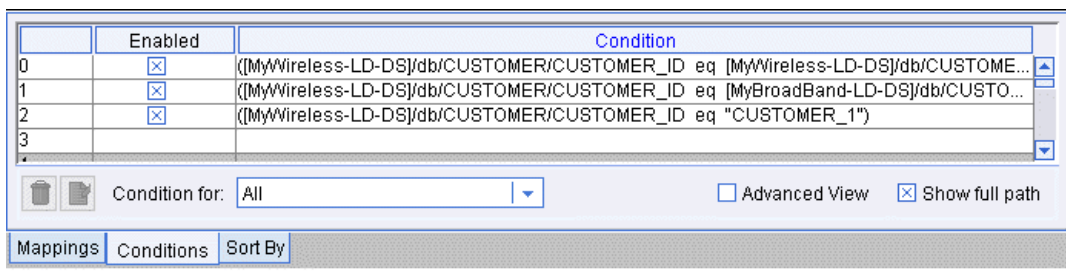 Enabled Condition
0 ([MyWireless-LD-DS]/db/CUSTOMER/CUSTOMER_ID eq [MyWireless-LD-DS]/db/CUSTOME...
1 ([MyWireless-LD-DS]/db/CUSTOMER/CUSTOMER_ID eq [MyBroadBand-LD-DS]/db/CUSTO...
2 ([MyWireless-LD-DS]/db/CUSTOMER/CUSTOMER_ID eq "CUSTOMER_1")
3
Condition for: All Advanced View Show full path
Mappings Conditions Sort By